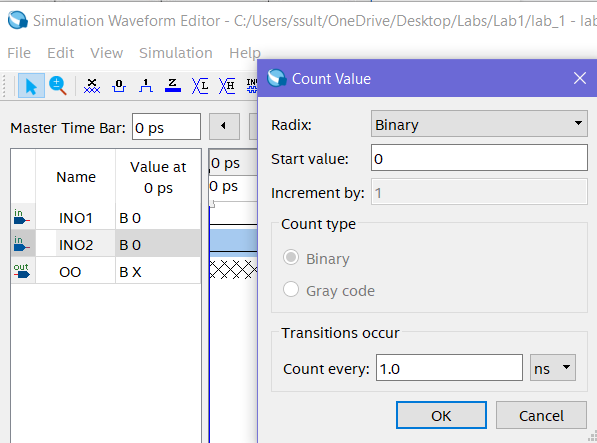 Simulation Waveform Editor - C:/Users/ssult/OneDrive/Desktop/Labs/Lab1/lab_1 - lab
File Edit View Simulation Help
Master Time Bar: 0 ps
Name
Value at
0 ps
0 ps
0 ps
in INO1 B 0
in INO2 B 0
out OO B X
Count Value
Radix: Binary
Start value: 0
Increment by: 1
Count type
Binary
Gray code
Transitions occur
Count every: 1.0 ns
OK Cancel